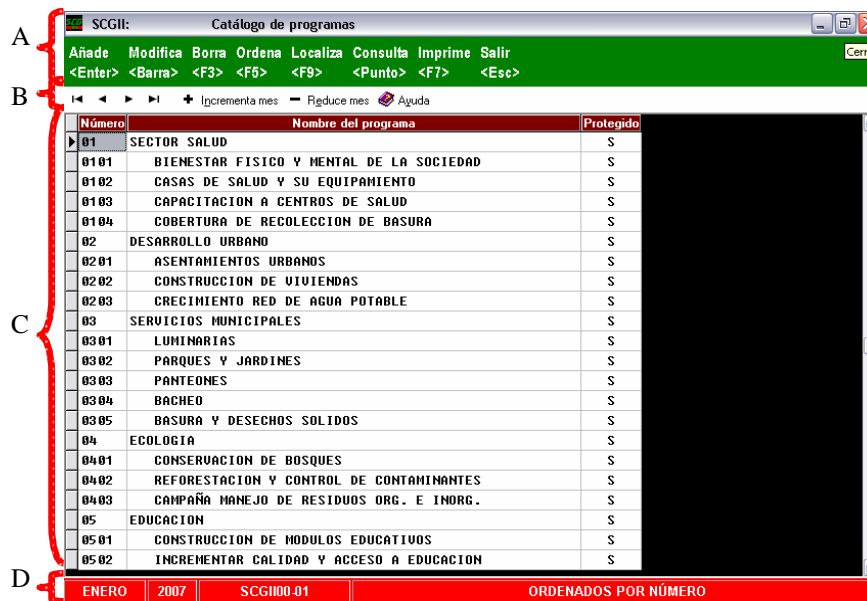 A
SCG SCGII: Catálogo de programas
Añade Modifica Borra Ordena Localiza Consulta Imprime Salir
Cerr
<Enter> <Barra> <F3> <F5> <F9> <Punto> <F7> <Esc>
B
Incrementa mes Reduce mes Ayuda
Número Nombre del programa Protegido
01 SECTOR SALUD S
0101 BIENESTAR FISICO Y MENTAL DE LA SOCIEDAD S
0102 CASAS DE SALUD Y SU EQUIPAMIENTO S
0103 CAPACITACION A CENTROS DE SALUD S
0104 COBERTURA DE RECOLECCION DE BASURA S
02 DESARROLLO URBANO S
0201 ASENTAMIENTOS URBANOS S
0202 CONSTRUCCION DE VIVIENDAS S
0203 CRECIMIENTO RED DE AGUA POTABLE S
C
03 SERVICIOS MUNICIPALES S
0301 LUMINARIAS S
0302 PARQUES Y JARDINES S
0303 PANTEONES S
0304 BACHEO S
0305 BASURA Y DESECHOS SOLIDOS S
04 ECOLOGIA S
0401 CONSERVACION DE BOSQUES S
0402 REFORESTACION Y CONTROL DE CONTAMINANTES S
0403 CAMPAÑA MANEJO DE RESIDUOS ORG. E INORG. S
05 EDUCACION S
0501 CONSTRUCCION DE MODULOS EDUCATIVOS S
0502 INCREMENTAR CALIDAD Y ACCESO A EDUCACION S
D
ENERO 2007 SCGII00-01 ORDENADOS POR NÚMERO